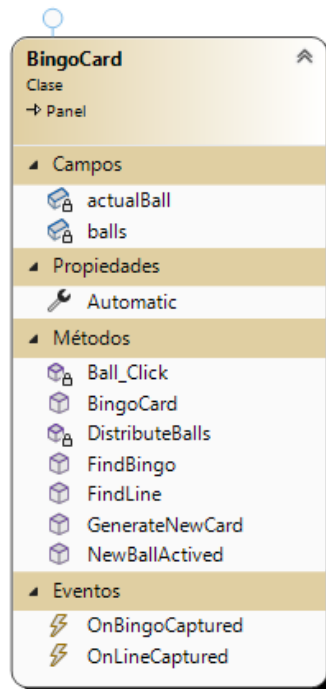 BingoCard
Clase
Panel
Campos
actualBall
balls
Propiedades
Automatic
Métodos
Ball_Click
BingoCard
DistributeBalls
FindBingo
FindLine
GenerateNewCard
NewBallActived
Eventos
OnBingoCaptured
OnLineCaptured